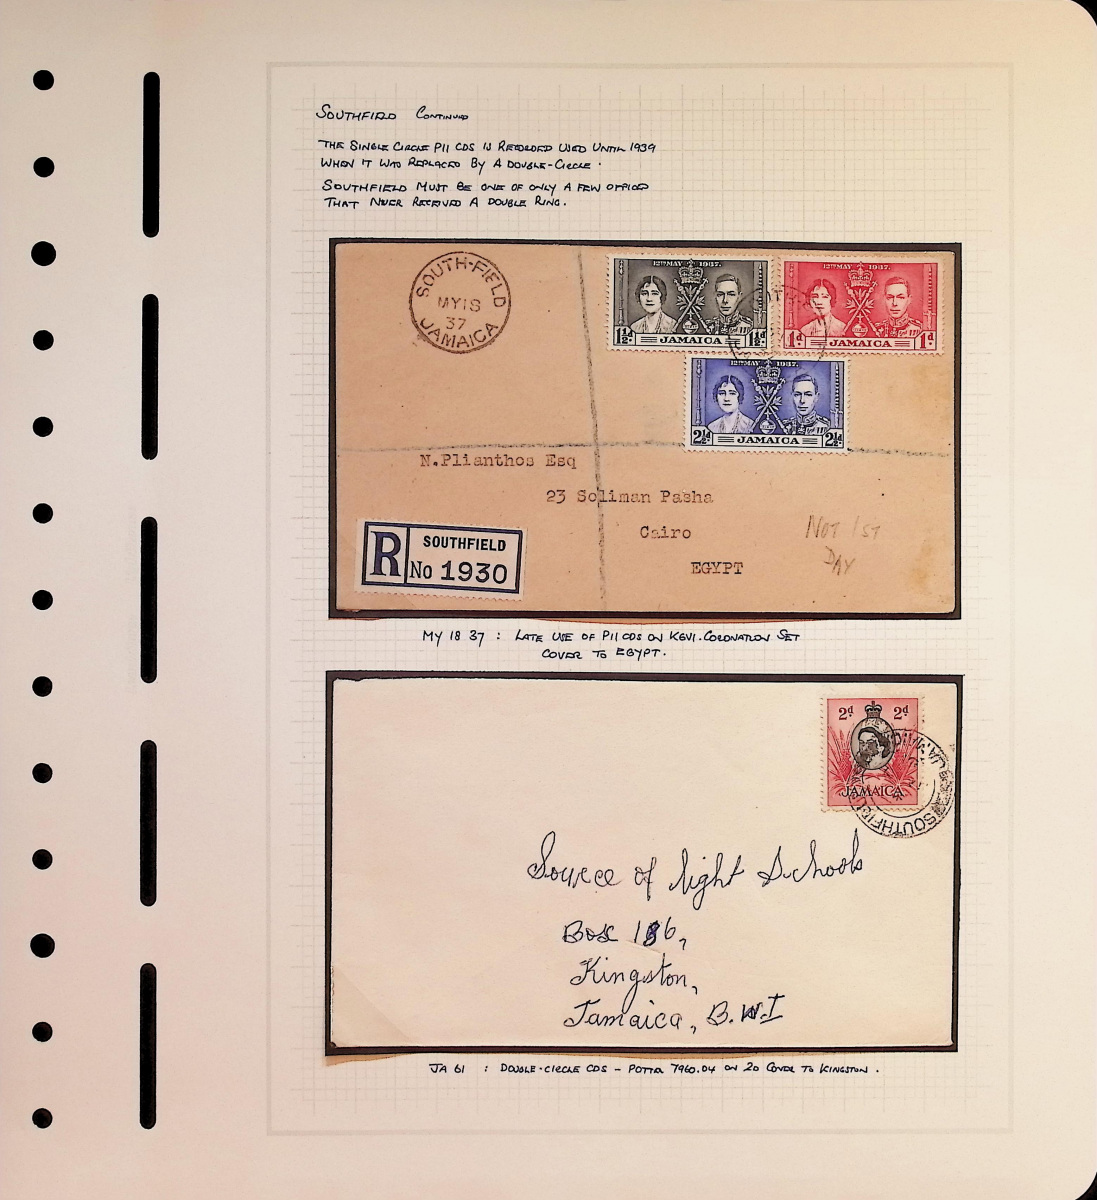 SOUTHFIELD CONTINUED
THE SINGLE CIRCLE P11 CDS IS RECORDED USED UNTIL 1939
WHEN IT WAS REPLACED BY A DOUBLE-CIRCLE.
SOUTHFIELD MUST BE ONE OF ONLY A FEW OFFICES
THAT NEVER RECEIVED A DOUBLE RING.
SOUTH-FIELD
MY 18
37
JAMAICA
12TH MAY 1937.
1½d 1½d
JAMAICA
12TH MAY 1937.
1d 1d
JAMAICA
12TH MAY 1937.
2½d 2½d
JAMAICA
N.Plianthos Esq
23 Soliman Pasha
Cairo
EGYPT
NOT 1ST
DAY
R SOUTHFIELD
No 1930
MY 18 37 : LATE USE OF P11 CDS ON KGVI CORONATION SET
COVER TO EGYPT.
2d 2d
JAMAICA
JAMAICA
SOUTHFIELD
Source of light Schools
Box 186,
Kingston,
Jamaica, B.W.I
JA 61 : DOUBLE-CIRCLE CDS - POTTER 7960.04 ON 2D COVER TO KINGSTON.